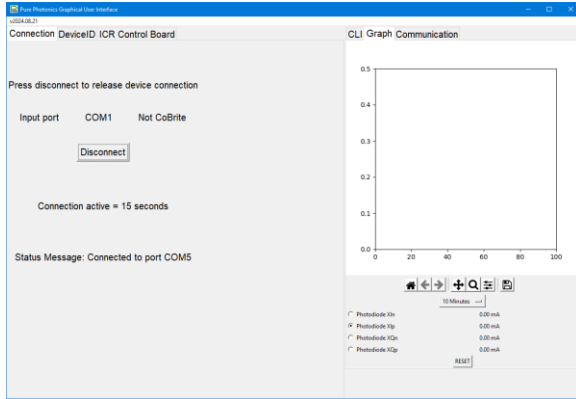 Pure Photonics Graphical User Interface
v2024.08.21
Connection DeviceID ICR Control Board
Press disconnect to release device connection
Input port COM1 Not CoBrite
Disconnect
Connection active = 15 seconds
Status Message: Connected to port COM5
CLI Graph Communication
0.5
0.4
0.3
0.2
0.1
0.0
0 20 40 60 80 100
10 Minutes
Photodiode XIn 0.00 mA
Photodiode XIp 0.00 mA
Photodiode XQn 0.00 mA
Photodiode XQp 0.00 mA
RESET